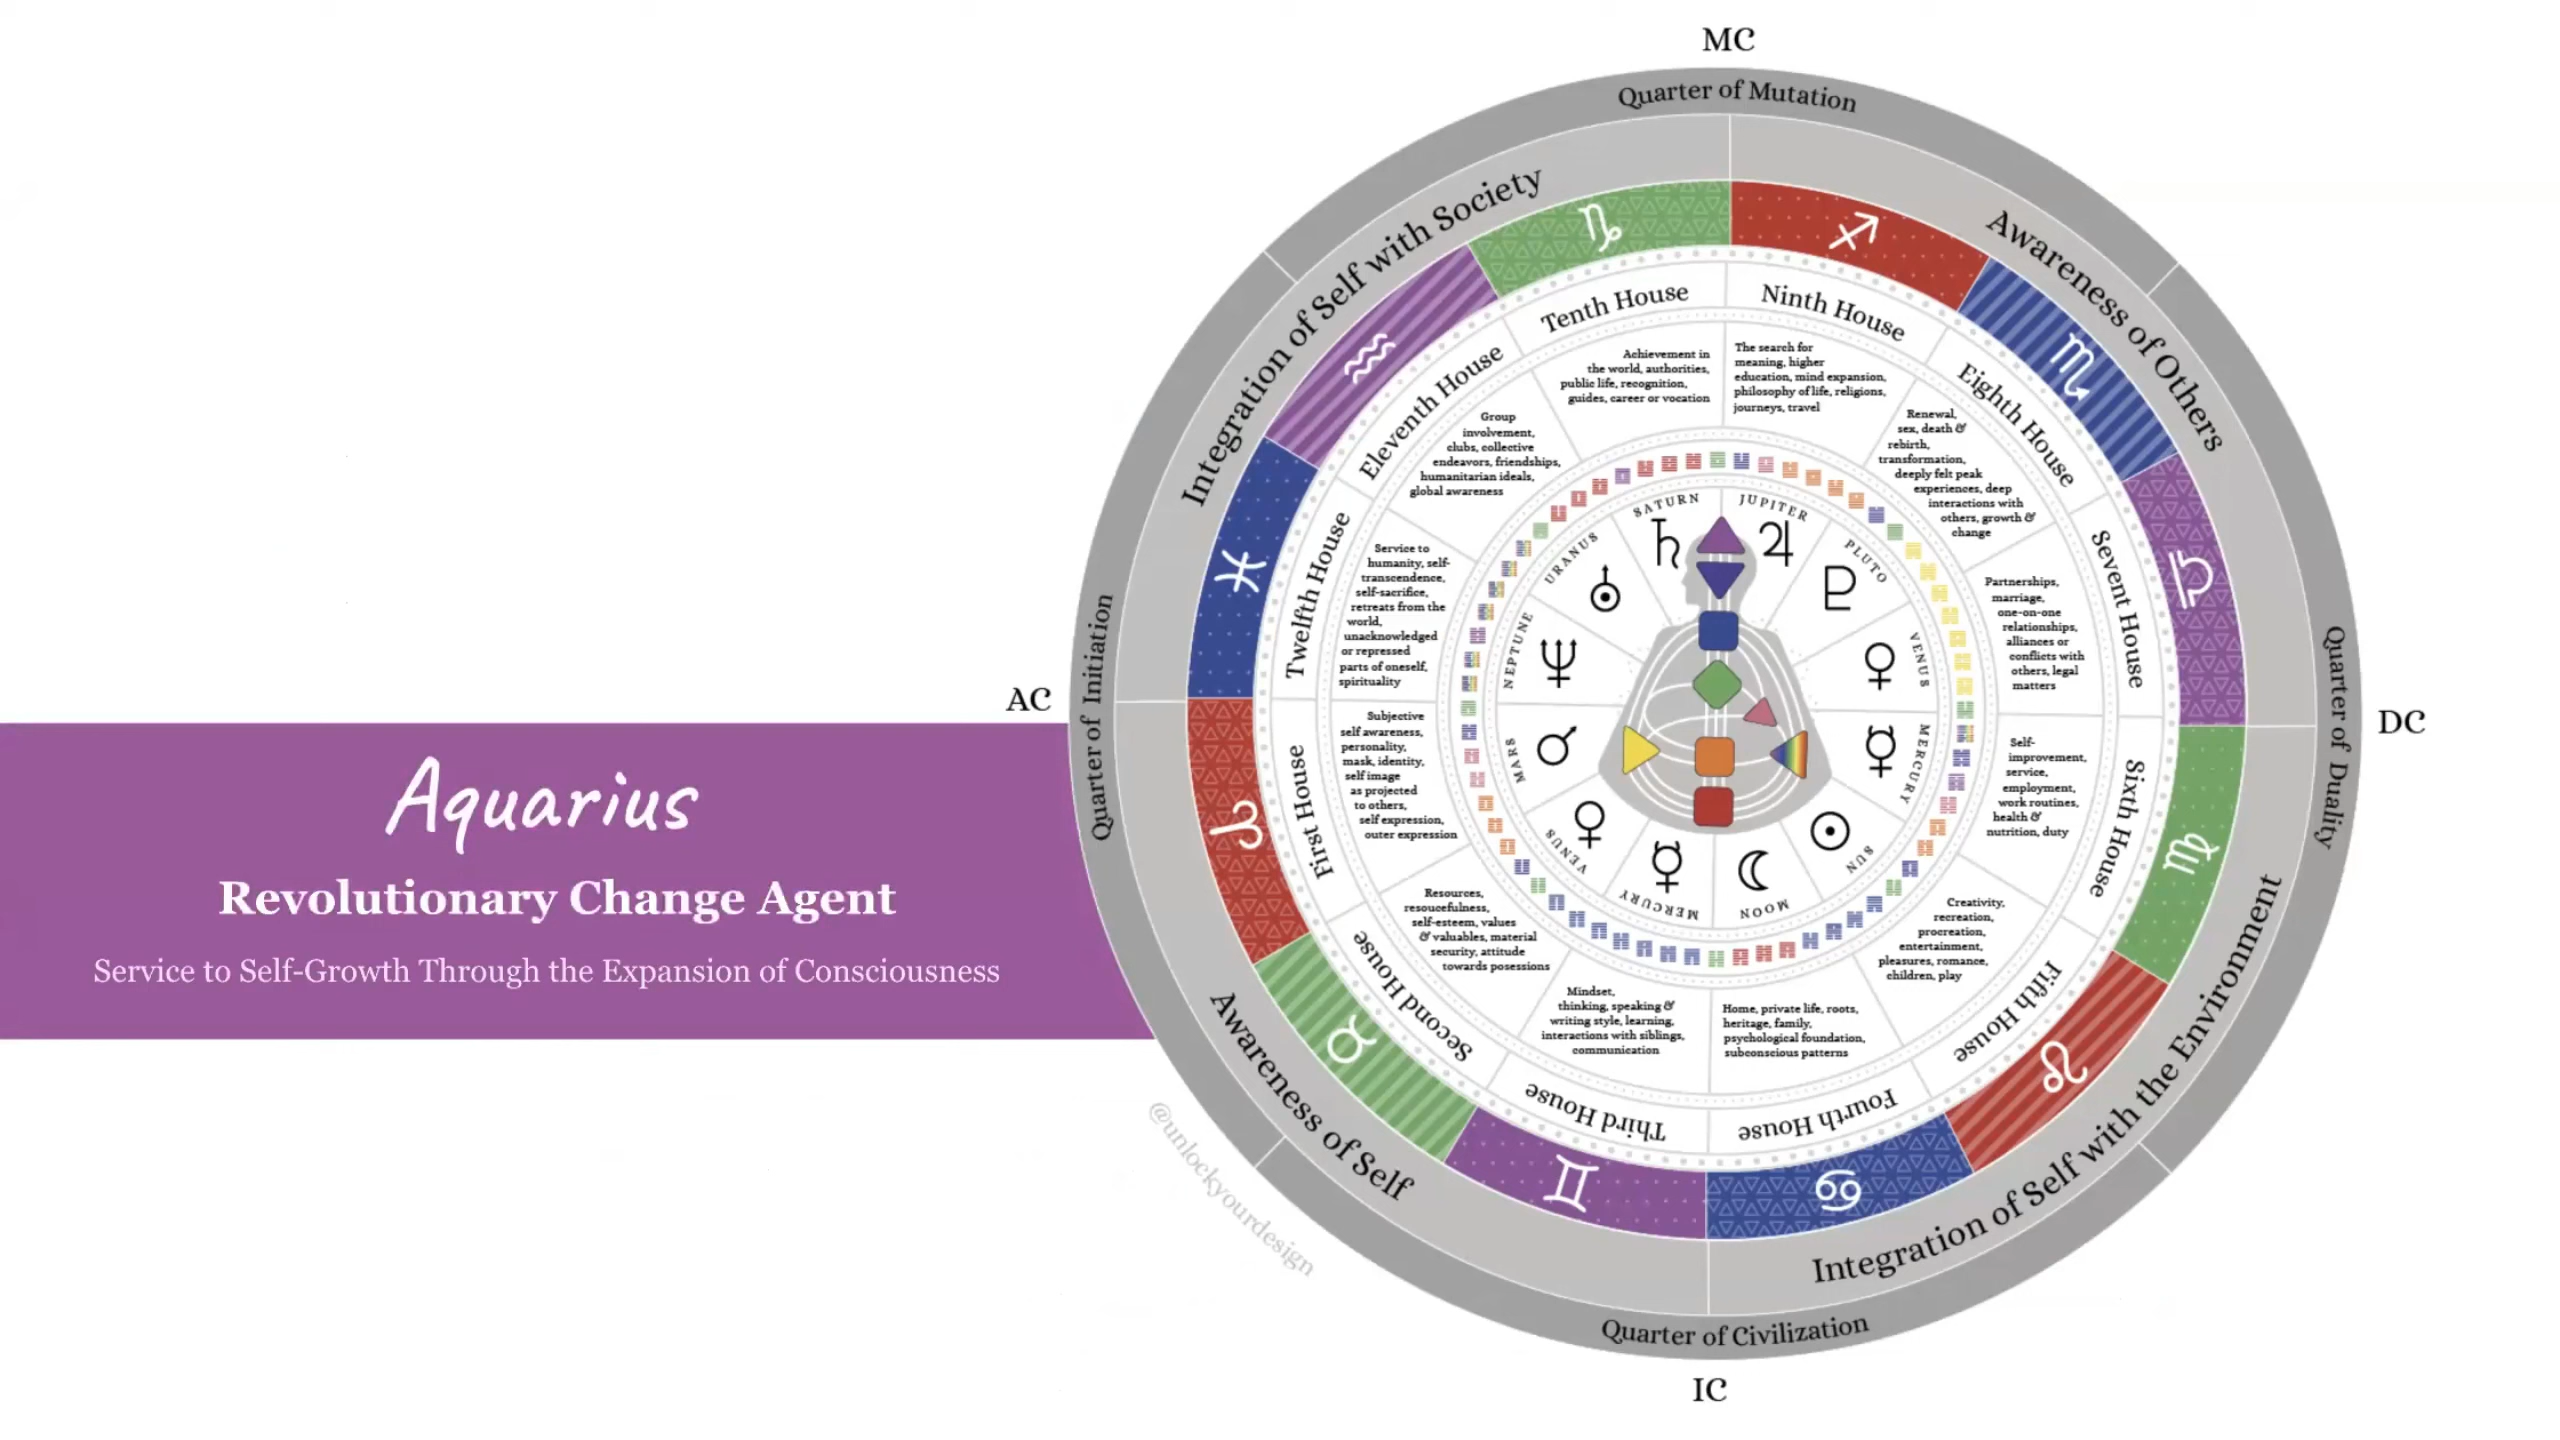 MC
Quarter of Mutation
Integration of Self with Society
Awareness of Others
Tenth House
Ninth House
Eleventh House
Eighth House
Twelfth House
Sevent House
First House
Sixth House
Second House
Fifth House
Third House
Fourth House
Achievement in
the world, authorities,
public life, recognition,
guides, career or vocation
The search for
meaning, higher
education, mind expansion,
philosophy of life, religions,
journeys, travel
Group
involvement,
clubs, collective
endeavors, friendships,
humanitarian ideals,
global awareness
Renewal,
sex, death &
rebirth,
transformation,
deeply felt peak
experiences, deep
interactions with
others, growth &
change
Service to
humanity, self-
transcendence,
self-sacrifice,
retreats from the
world,
unacknowledged
or repressed
parts of oneself,
spirituality
Partnerships,
marriage,
one-on-one
relationships,
alliances or
conflicts with
others, legal
matters
Subjective
self awareness,
personality,
mask, identity,
self image
as projected
to others,
self expression,
outer expression
Self-
improvement,
service,
employment,
work routines,
health &
nutrition, duty
Resources,
resoucefulness,
self-esteem, values
& valuables, material
security, attitude
towards posessions
Creativity,
recreation,
procreation,
entertainment,
pleasures, romance,
children, play
Mindset,
thinking, speaking &
writing style, learning,
interactions with siblings,
communication
Home, private life, roots,
heritage, family,
psychological foundation,
subconscious patterns
SATURN
JUPITER
URANUS
PLUTO
NEPTUNE
VENUS
MARS
MERCURY
VENUS
SUN
MERCURY
MOON
AC
Quarter of Initiation
Quarter of Duality
DC
Aquarius
Revolutionary Change Agent
Service to Self-Growth Through the Expansion of Consciousness
Awareness of Self
Integration of Self with the Environment
@unlockyourdesign
Quarter of Civilization
IC